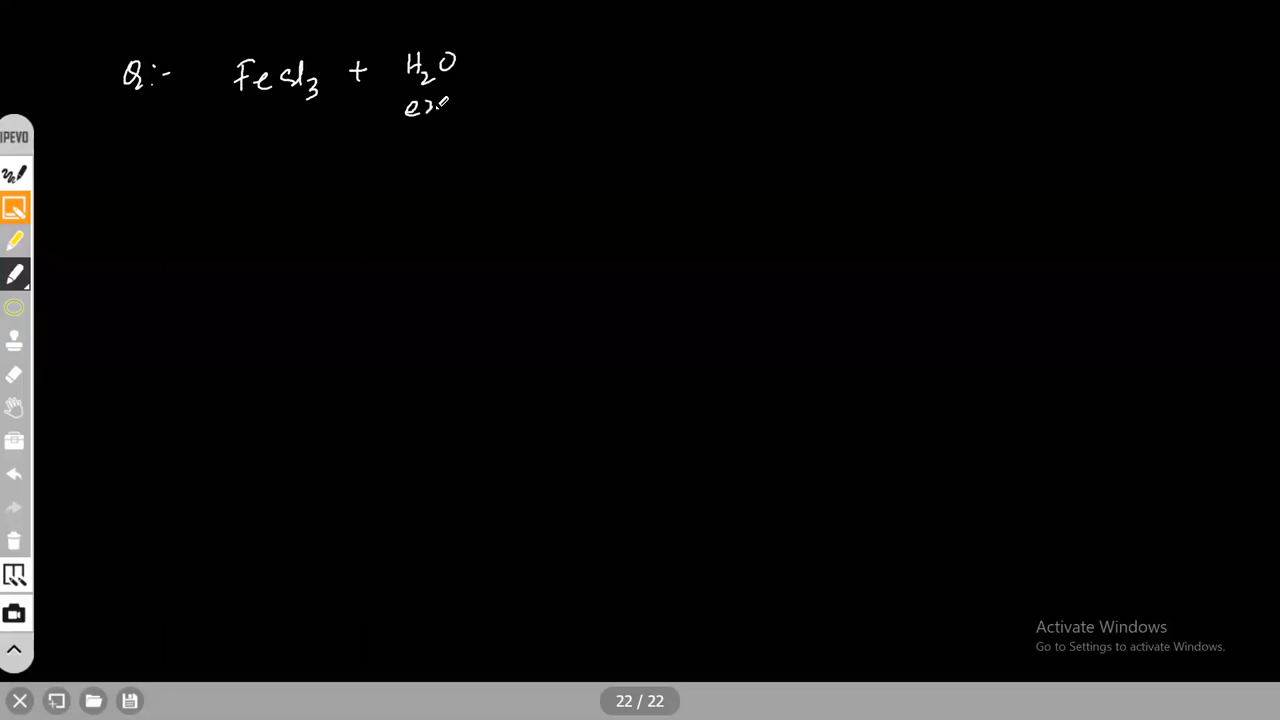 Q:- FeCl3 + H2O
ex
IPEVO
Activate Windows
Go to Settings to activate Windows.
22 / 22